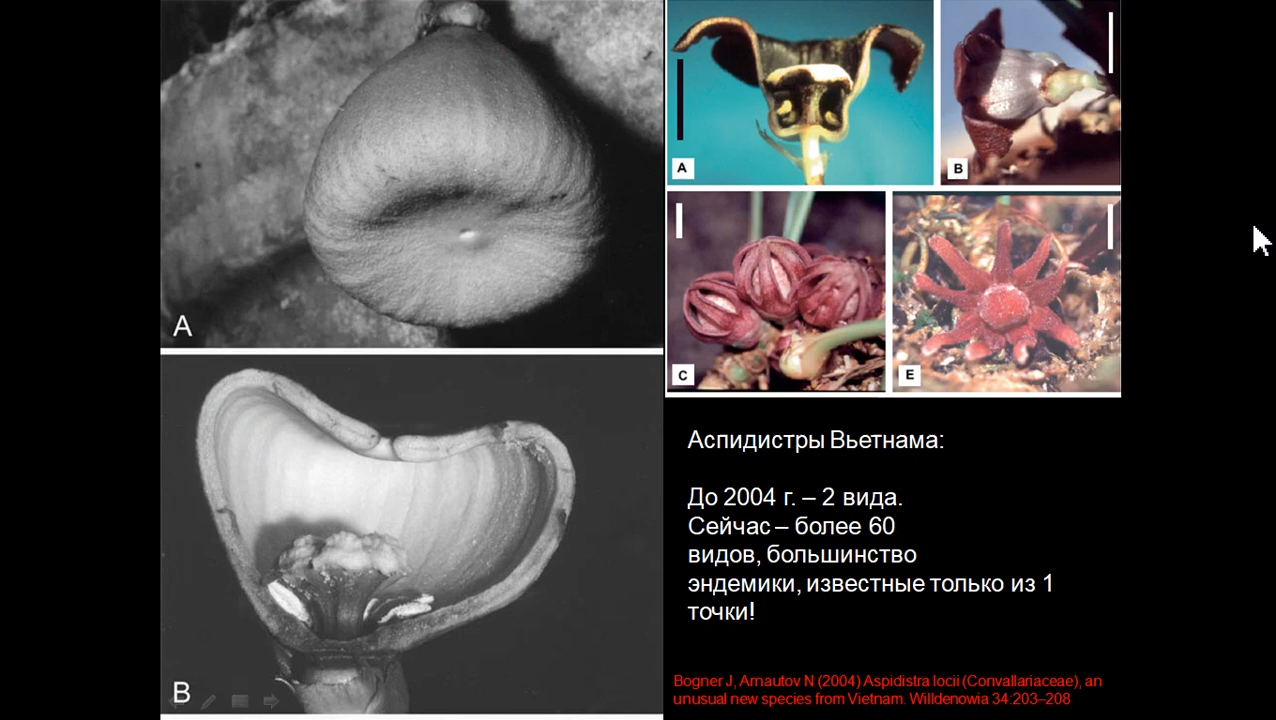 A
B
A
B
C
E
Аспидистры Вьетнама:
До 2004 г. – 2 вида.
Сейчас – более 60
видов, большинство
эндемики, известные только из 1
точки!
Bogner J, Arnautov N (2004) Aspidistra locii (Convallariaceae), an
unusual new species from Vietnam. Willdenowia 34:203–208